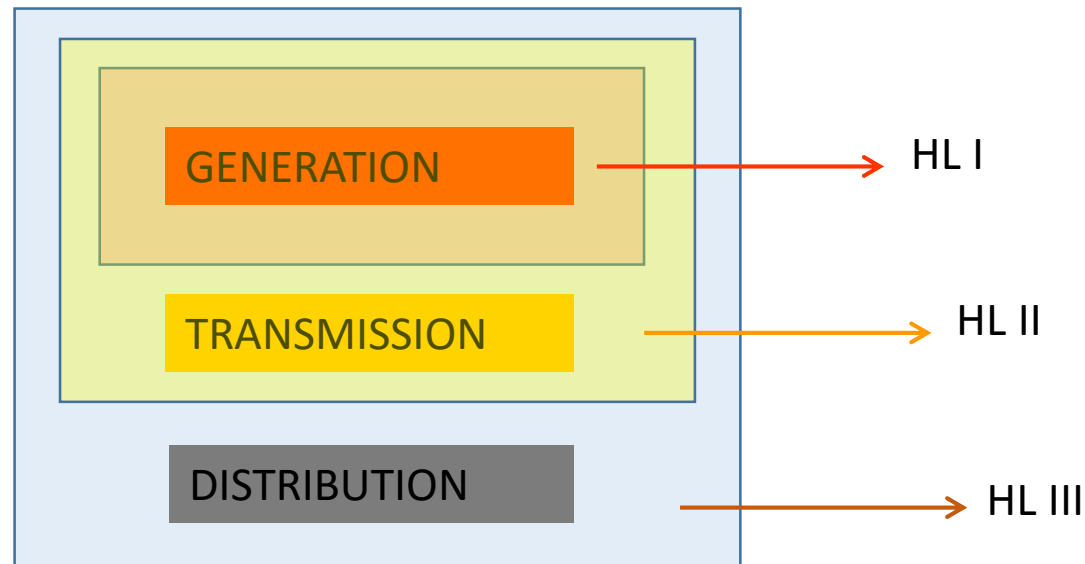 GENERATION
HL I
TRANSMISSION
HL II
DISTRIBUTION
HL III